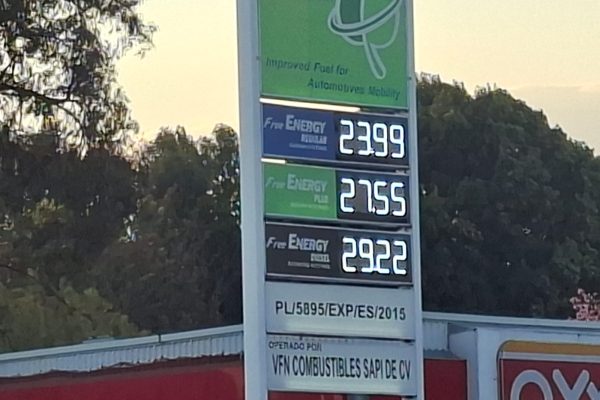 Improved Fuel for
Automotives Mobility
Free ENERGY
REGULAR
23.99
Free ENERGY
PLUS
27.55
Free ENERGY
DIESEL
29.22
PL/5895/EXP/ES/2015
OPERADO POR
VFN COMBUSTIBLES SAPI DE CV
OXX